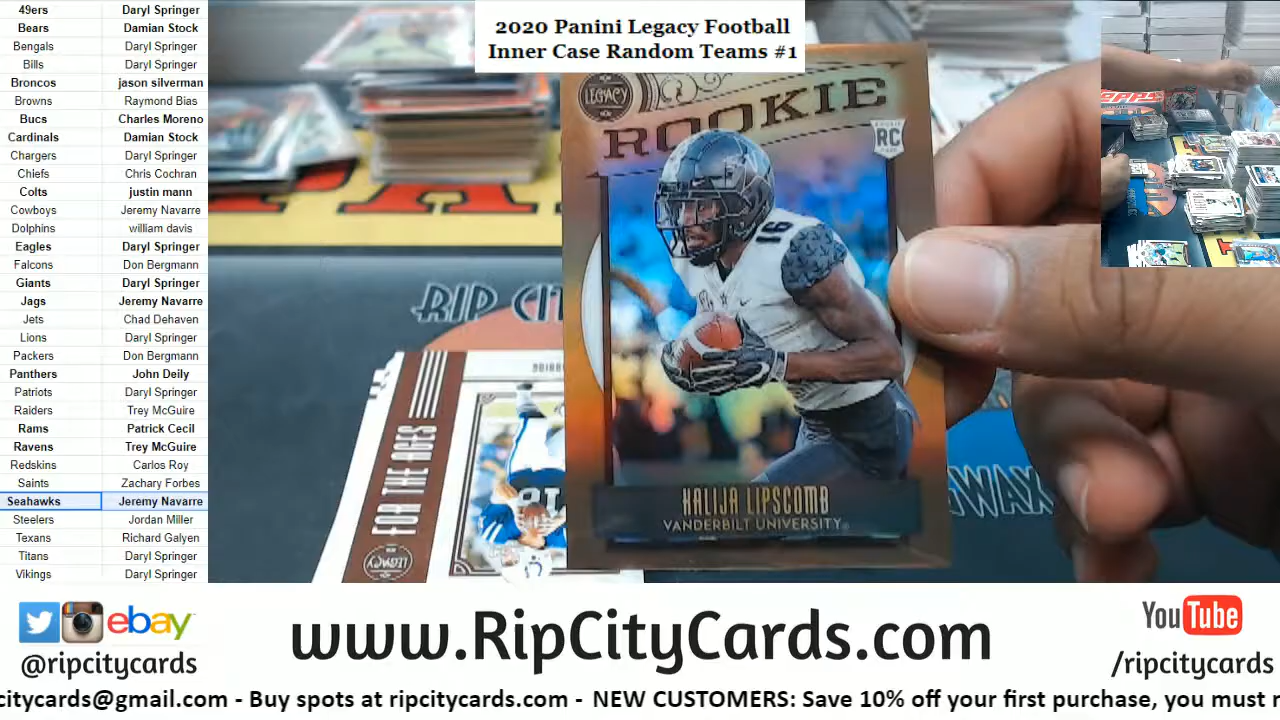 49ers Daryl Springer
Bears Damian Stock
Bengals Daryl Springer
Bills Daryl Springer
Broncos jason silverman
Browns Raymond Bias
Bucs Charles Moreno
Cardinals Damian Stock
Chargers Daryl Springer
Chiefs Chris Cochran
Colts justin mann
Cowboys Jeremy Navarre
Dolphins william davis
Eagles Daryl Springer
Falcons Don Bergmann
Giants Daryl Springer
Jags Jeremy Navarre
Jets Chad Dehaven
Lions Daryl Springer
Packers Don Bergmann
Panthers John Deily
Patriots Daryl Springer
Raiders Trey McGuire
Rams Patrick Cecil
Ravens Trey McGuire
Redskins Carlos Roy
Saints Zachary Forbes
Seahawks Jeremy Navarre
Steelers Jordan Miller
Texans Richard Galyen
Titans Daryl Springer
Vikings Daryl Springer
2020 Panini Legacy Football
Inner Case Random Teams #1
LEGACY
ROOKIE
RC
16
HALIJA LIPSCOMB
VANDERBILT UNIVERSITY
RIP CIT
FOR THE AGES
LEGACY
WAX
TOPPS
ebay
@ripcitycards
www.RipCityCards.com
YouTube
/ripcitycards
citycards@gmail.com - Buy spots at ripcitycards.com - NEW CUSTOMERS: Save 10% off your first purchase, you must